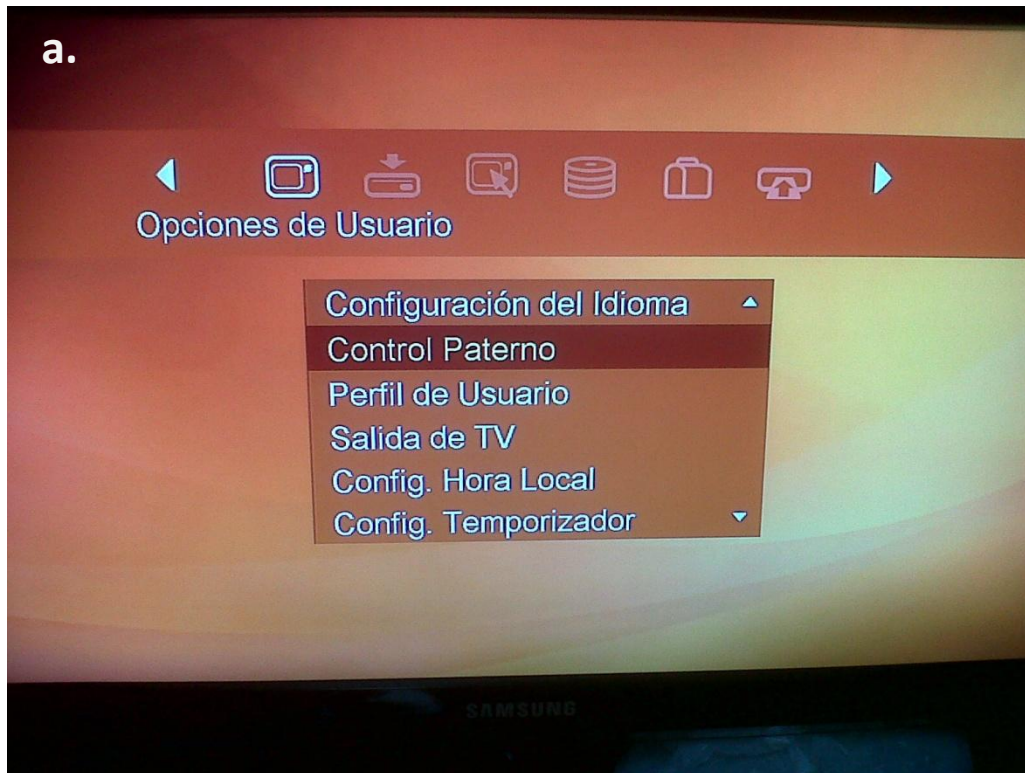 a.
Opciones de Usuario
Configuración del Idioma
Control Paterno
Perfil de Usuario
Salida de TV
Config. Hora Local
Config. Temporizador
SAMSUNG